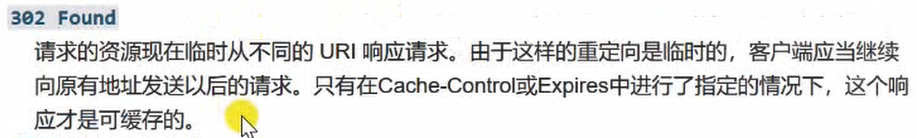 302 Found
请求的资源现在临时从不同的 URI 响应请求。由于这样的重定向是临时的，客户端应当继续
向原有地址发送以后的请求。只有在Cache-Control或Expires中进行了指定的情况下，这个响
应才是可缓存的。